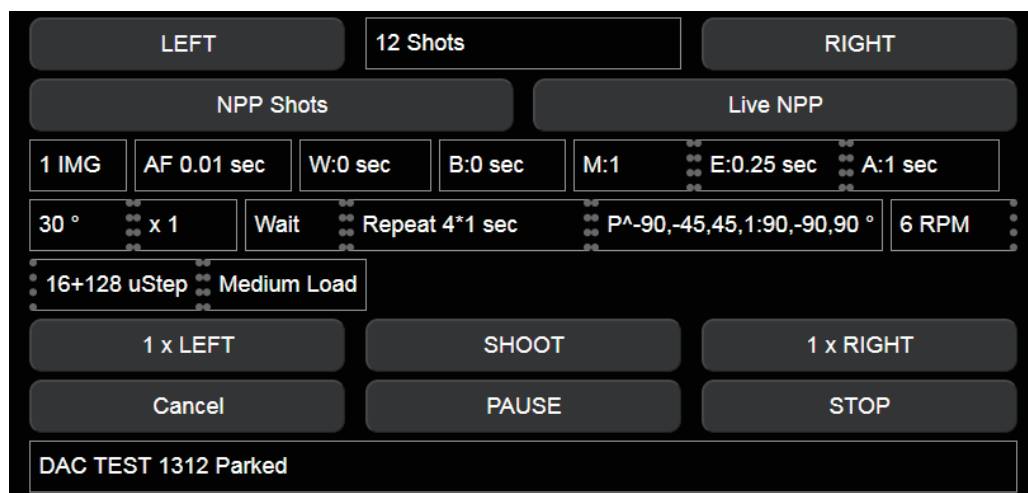 LEFT 12 Shots RIGHT
NPP Shots Live NPP
1 IMG AF 0.01 sec W:0 sec B:0 sec M:1 E:0.25 sec A:1 sec
30 ° x 1 Wait Repeat 4*1 sec P^-90,-45,45,1:90,-90,90 ° 6 RPM
16+128 uStep Medium Load
1 x LEFT SHOOT 1 x RIGHT
Cancel PAUSE STOP
DAC TEST 1312 Parked